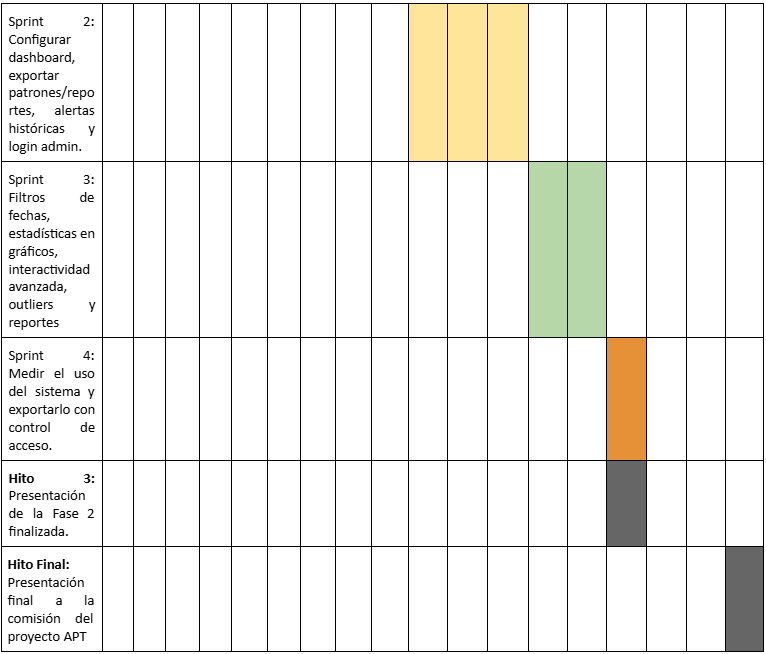 Sprint 2:
Configurar
dashboard,
exportar
patrones/repo
rtes, alertas
históricas y
login admin.
Sprint 3:
Filtros de
fechas,
estadísticas en
gráficos,
interactividad
avanzada,
outliers y
reportes
Sprint 4:
Medir el uso
del sistema y
exportarlo con
control de
acceso.
Hito 3:
Presentación
de la Fase 2
finalizada.
Hito Final:
Presentación
final a la
comisión del
proyecto APT